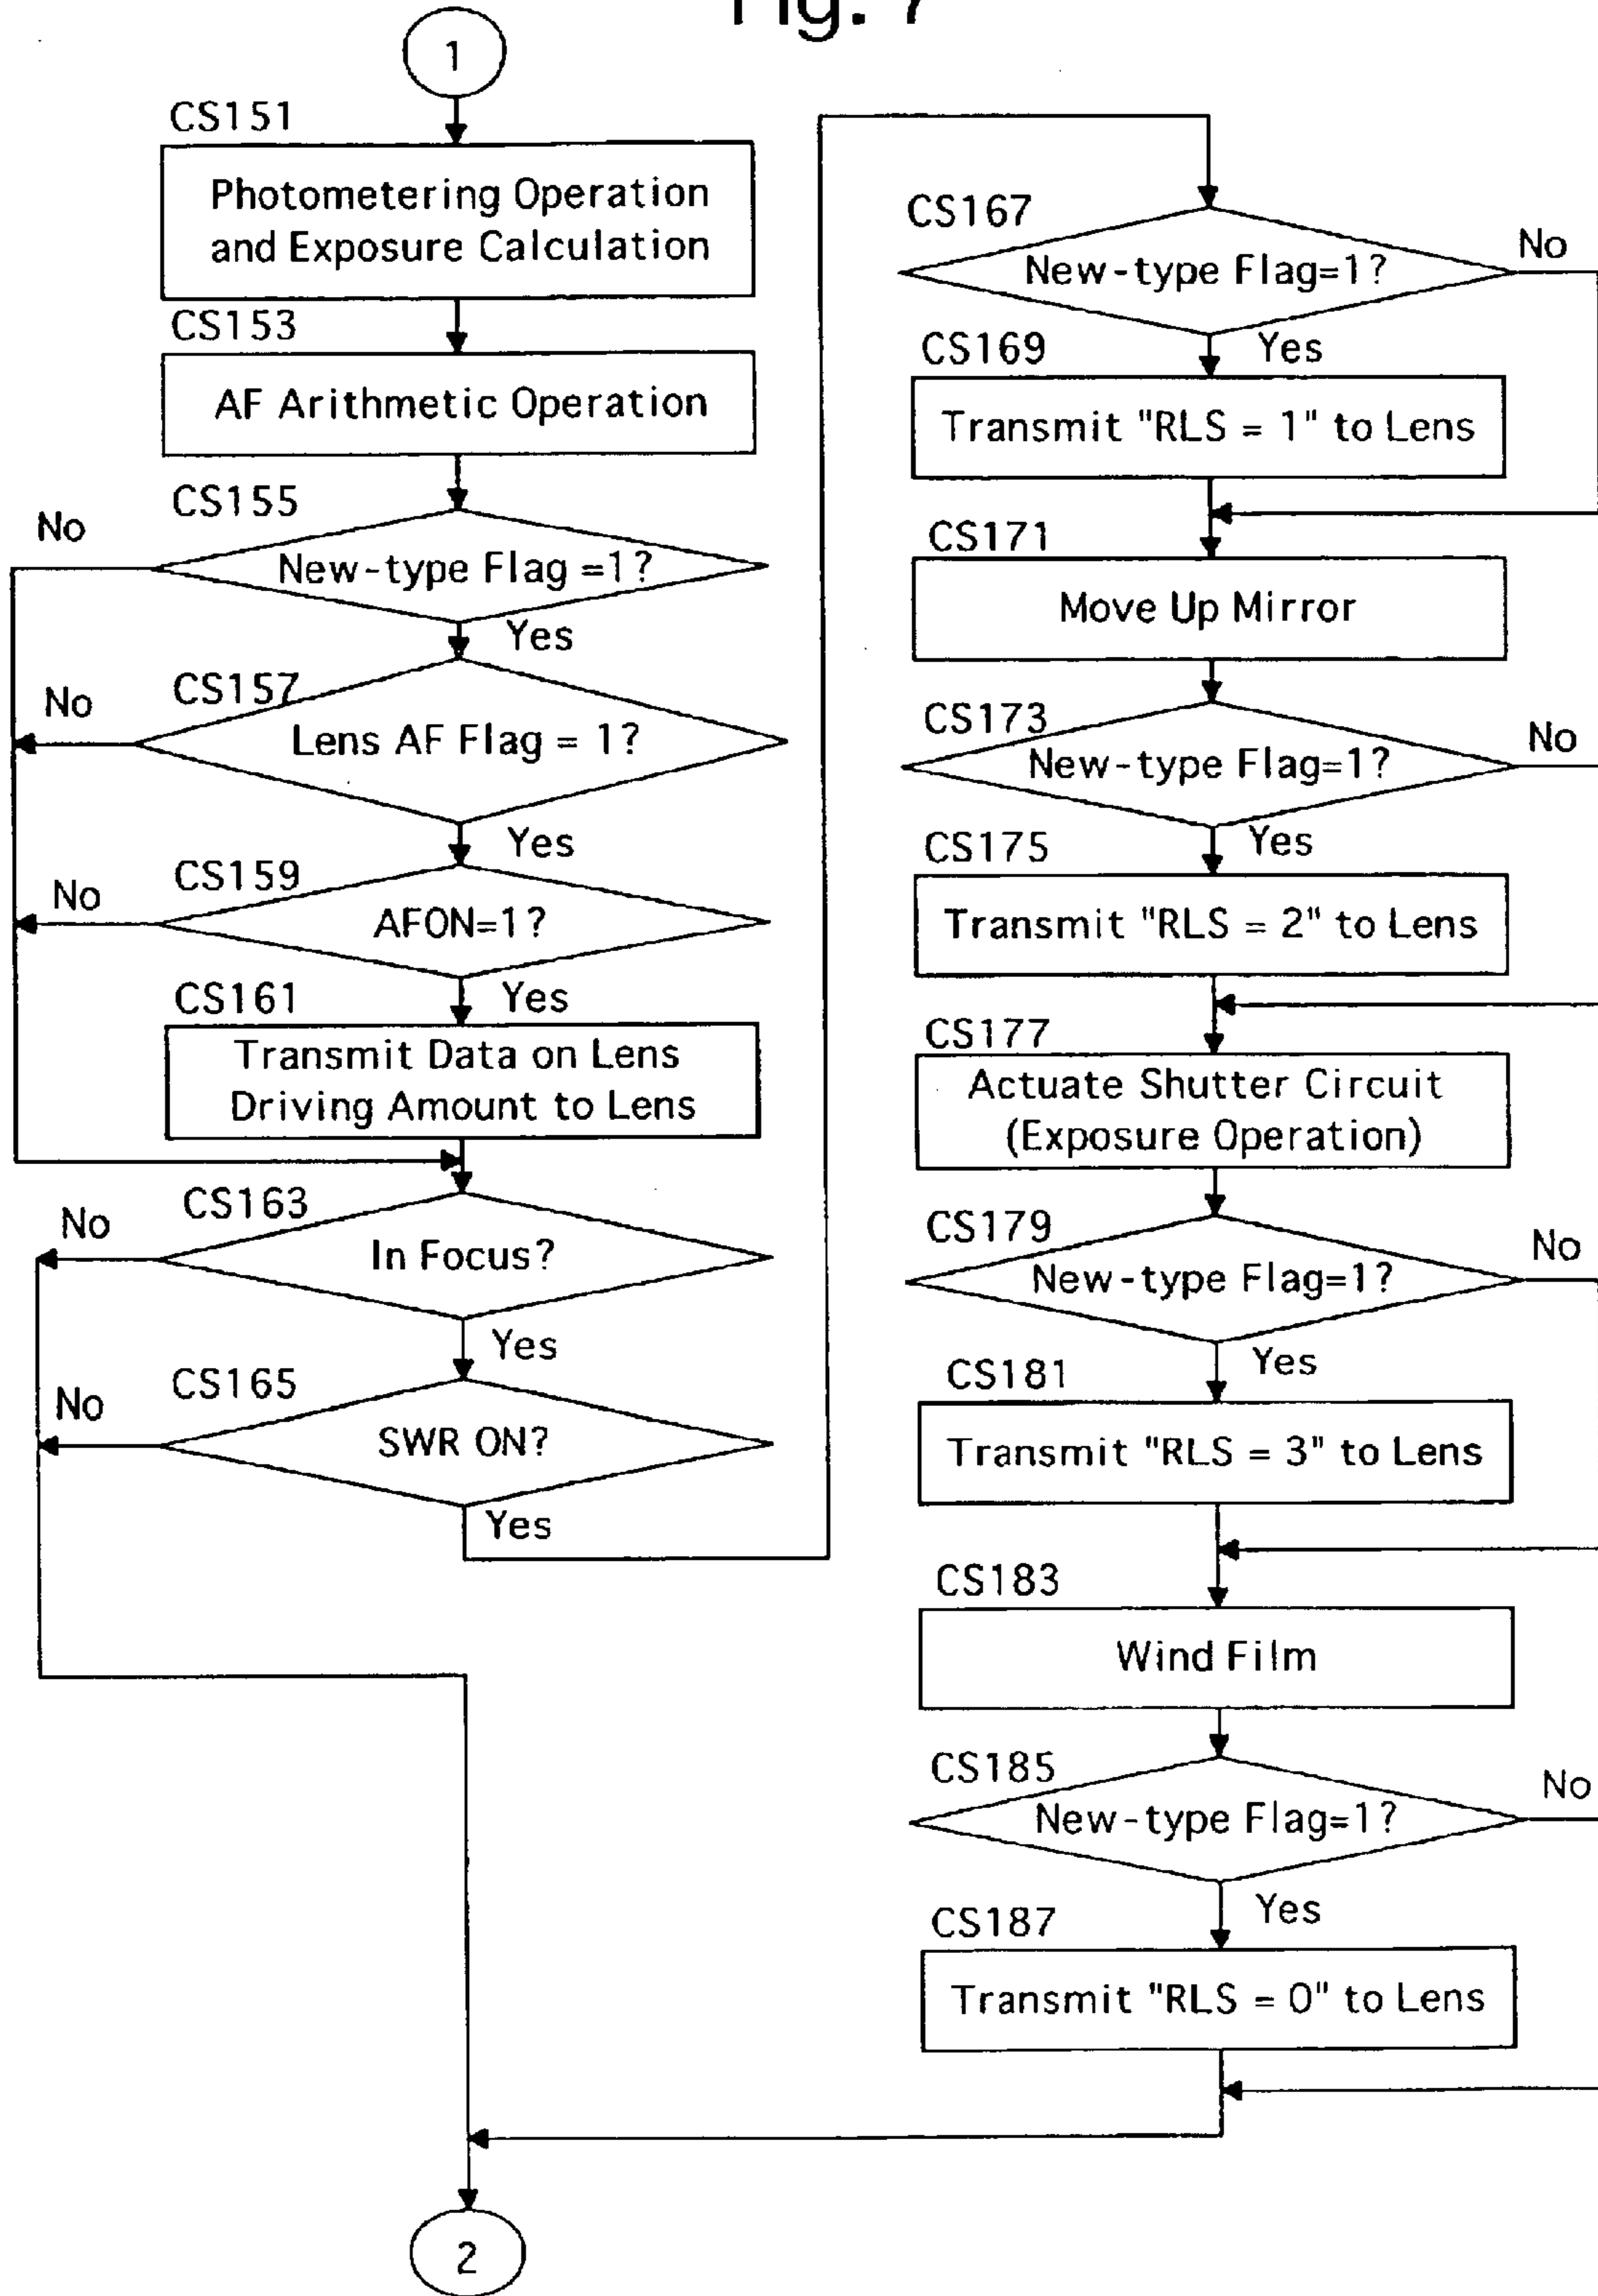 Fig. 7
1
CS151
Photometering Operation
and Exposure Calculation
CS153
AF Arithmetic Operation
CS155
No
New-type Flag =1?
Yes
CS157
No
Lens AF Flag = 1?
Yes
CS159
No
AFON=1?
Yes
CS161
Transmit Data on Lens
Driving Amount to Lens
CS163
No
In Focus?
Yes
CS165
No
SWR ON?
Yes
CS167
No
New-type Flag=1?
Yes
CS169
Transmit "RLS = 1" to Lens
CS171
Move Up Mirror
CS173
No
New-type Flag=1?
Yes
CS175
Transmit "RLS = 2" to Lens
CS177
Actuate Shutter Circuit
(Exposure Operation)
CS179
No
New-type Flag=1?
Yes
CS181
Transmit "RLS = 3" to Lens
CS183
Wind Film
CS185
No
New-type Flag=1?
Yes
CS187
Transmit "RLS = 0" to Lens
2